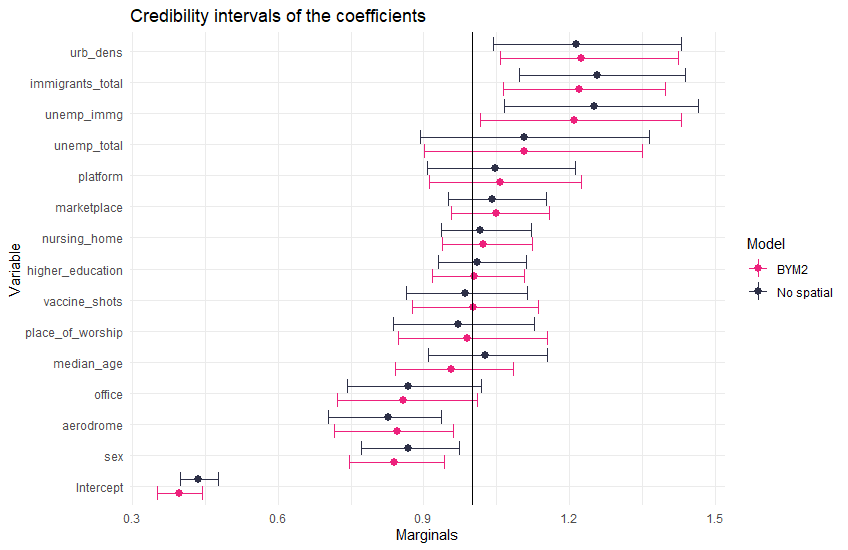 Credibility intervals of the coefficients
Variable
urb_dens
immigrants_total
unemp_immg
unemp_total
platform
marketplace
nursing_home
higher_education
vaccine_shots
place_of_worship
median_age
office
aerodrome
sex
Intercept
0.3 0.6 0.9 1.2 1.5
Marginals
Model
BYM2
No spatial